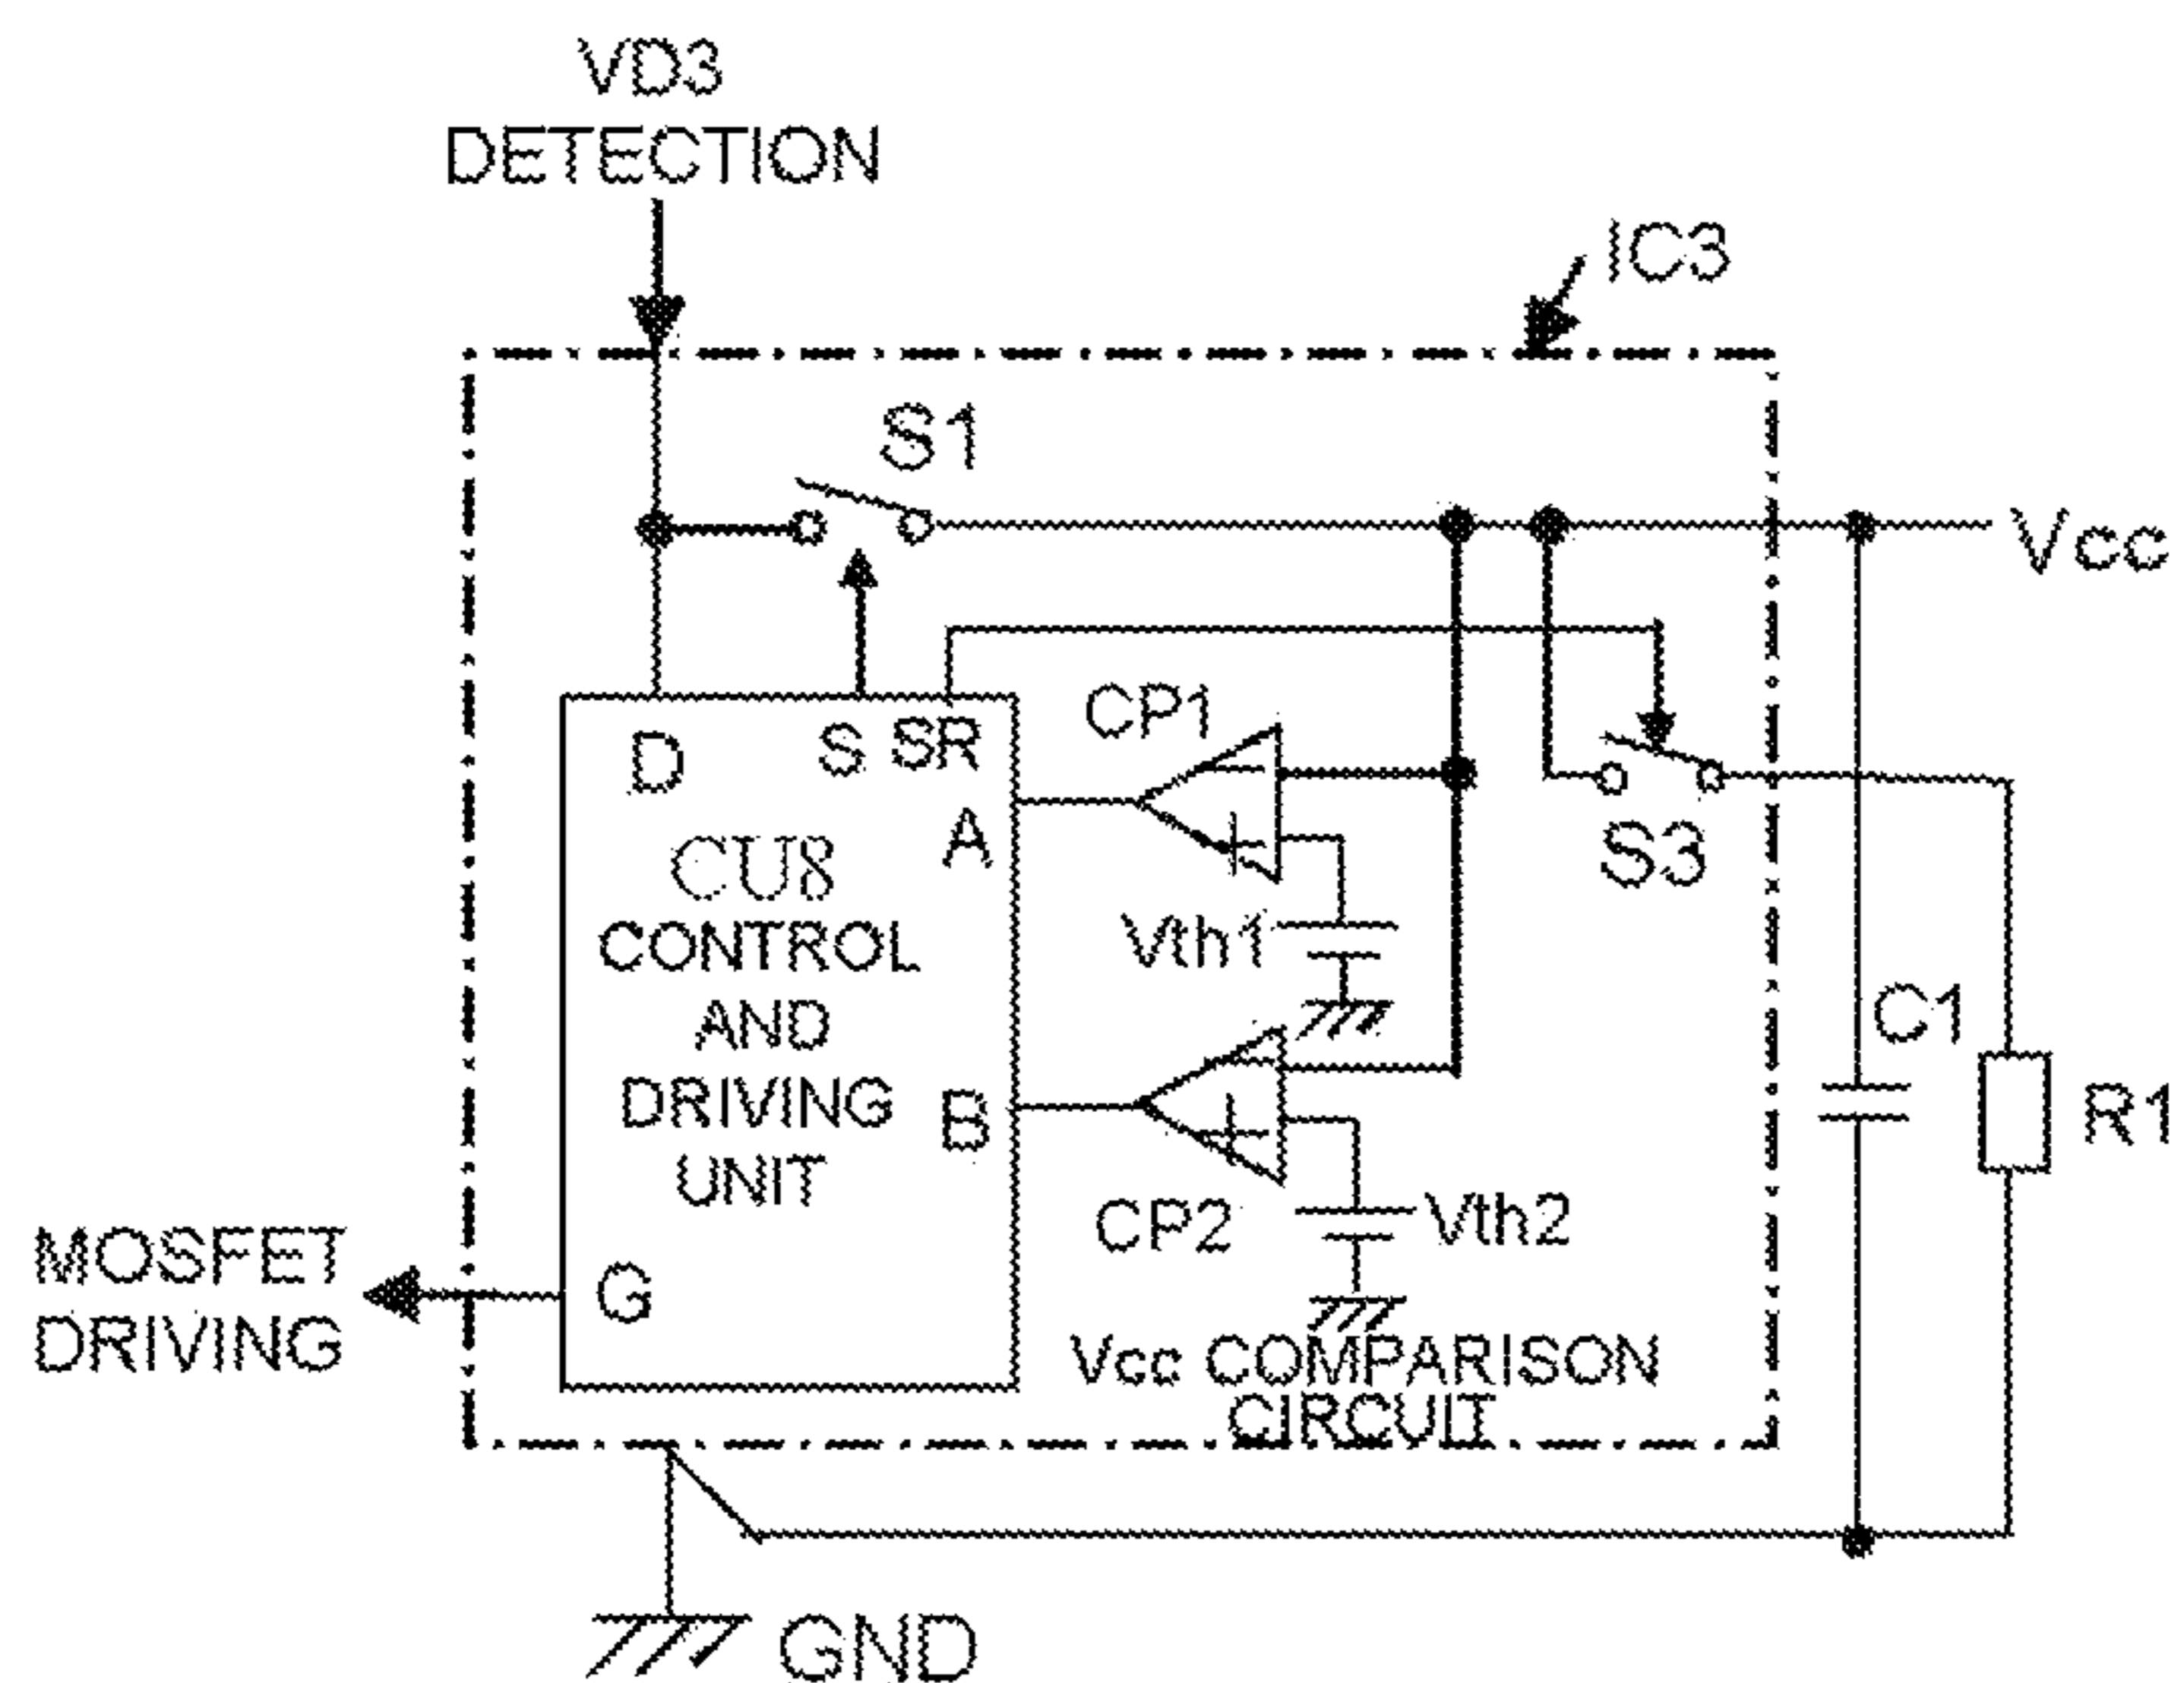 VD3
DETECTION
IC3
S1
Vcc
D
S
SR
CP1
A
S3
CU8
CONTROL
AND
DRIVING
UNIT
Vth1
C1
B
R1
CP2
Vth2
MOSFET
DRIVING
G
Vcc COMPARISON
CIRCUIT
GND